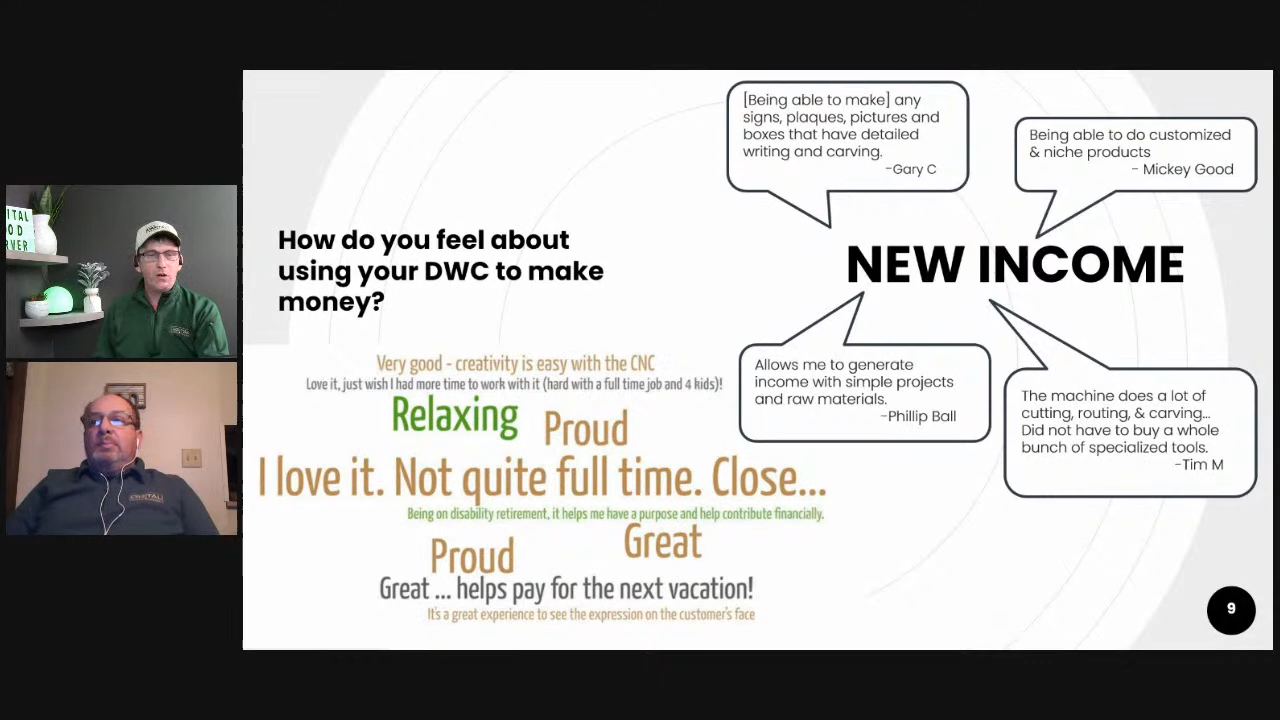 ITAL
OD
RVER
How do you feel about
using your DWC to make
money?
Very good - creativity is easy with the CNC
Love it, just wish I had more time to work with it (hard with a full time job and 4 kids)!
Relaxing
Proud
I love it. Not quite full time. Close...
Being on disability retirement, it helps me have a purpose and help contribute financially.
Great
Proud
Great ... helps pay for the next vacation!
It's a great experience to see the expression on the customer's face
[Being able to make] any
signs, plaques, pictures and
boxes that have detailed
writing and carving.
-Gary C
Being able to do customized
& niche products
- Mickey Good
NEW INCOME
Allows me to generate
income with simple projects
and raw materials.
-Phillip Ball
The machine does a lot of
cutting, routing, & carving...
Did not have to buy a whole
bunch of specialized tools.
-Tim M
9